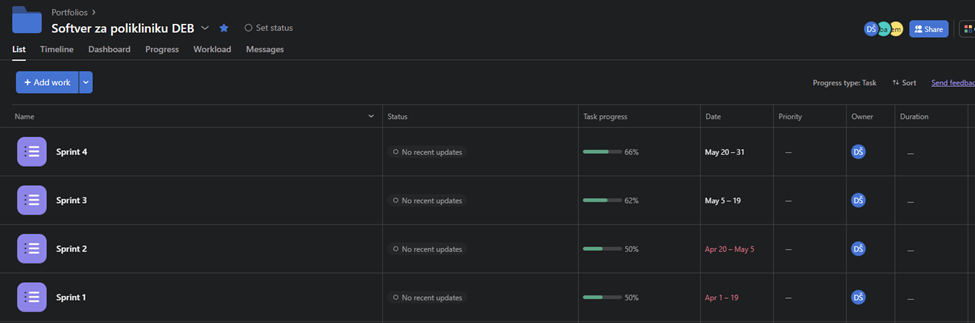 Portfolios
Softver za polikliniku DEB Set status
DŠ ba em Share
List Timeline Dashboard Progress Workload Messages
+ Add work
Progress type: Task Sort Send feedbac
Name Status Task progress Date Priority Owner Duration
Sprint 4 No recent updates 66% May 20 – 31 — DŠ —
Sprint 3 No recent updates 62% May 5 – 19 — DŠ —
Sprint 2 No recent updates 50% Apr 20 – May 5 — DŠ —
Sprint 1 No recent updates 50% Apr 1 – 19 — DŠ —